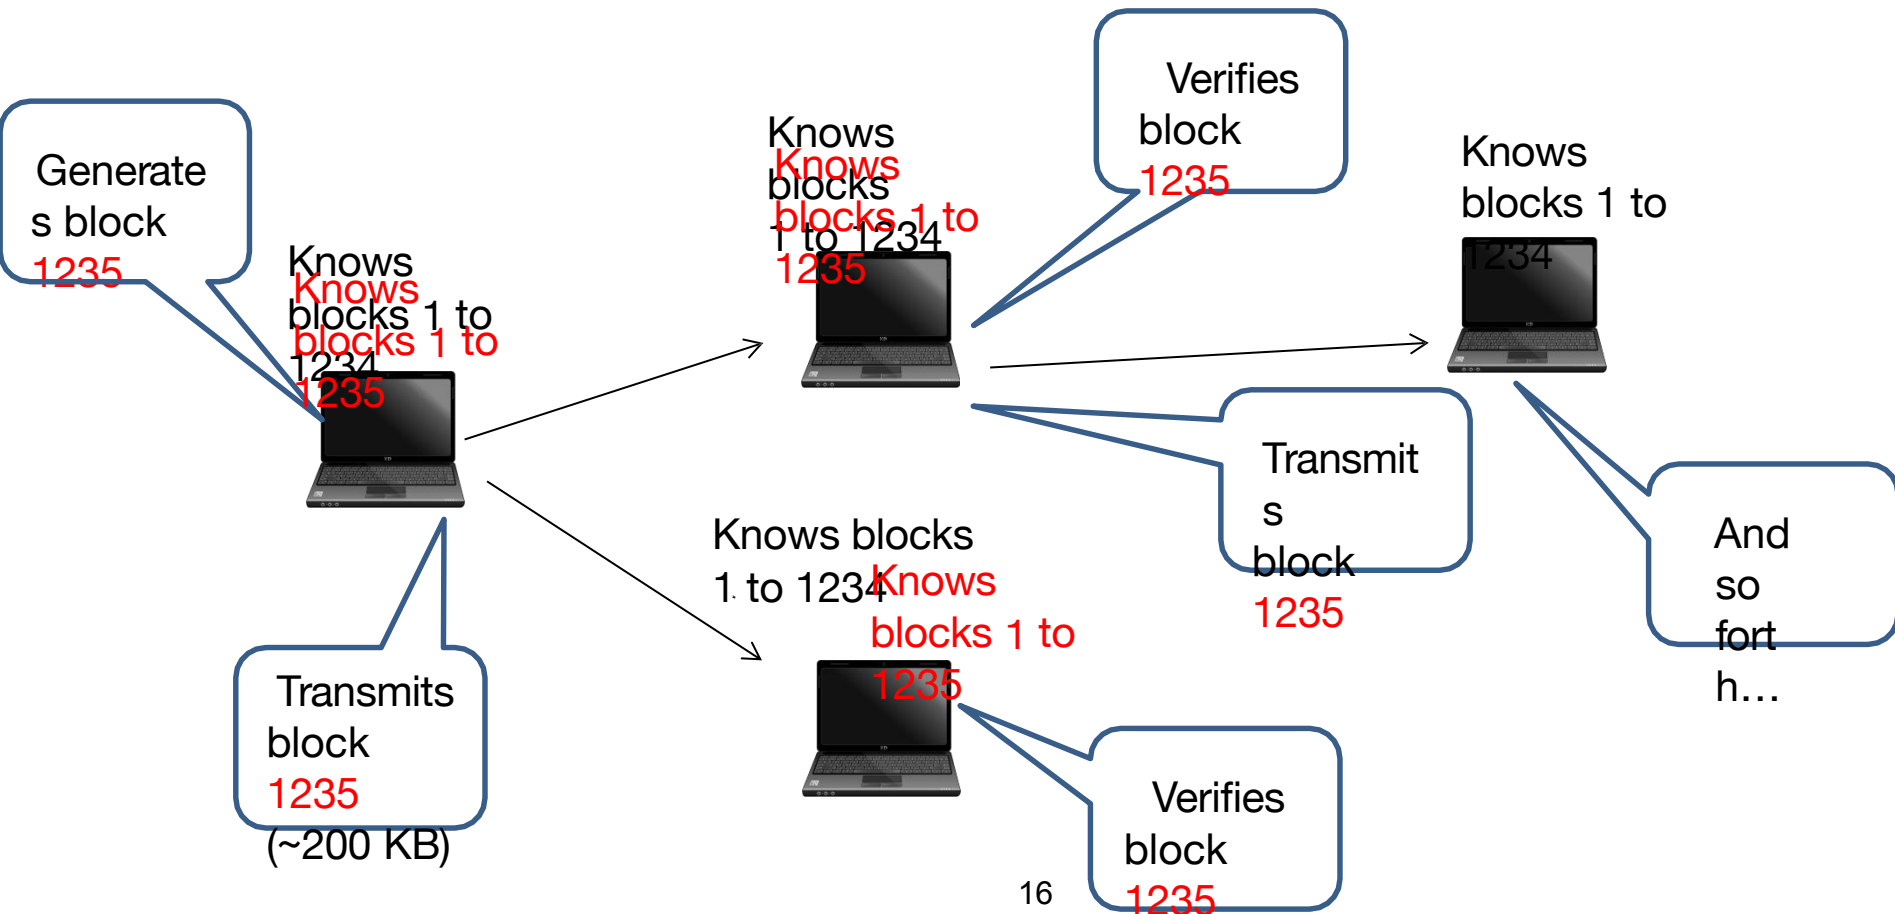 Generate
s block
1235
Knows
blocks 1 to
1234
Knows
blocks 1 to
1235
Transmits
block
1235
(~200 KB)
Knows
blocks
1 to 1234
Knows
blocks 1 to
1235
Verifies
block
1235
Knows
blocks 1 to
1234
Transmit
s
block
1235
And
so
fort
h…
Knows blocks
1 to 1234
Knows
blocks 1 to
1235
Verifies
block
1235
16